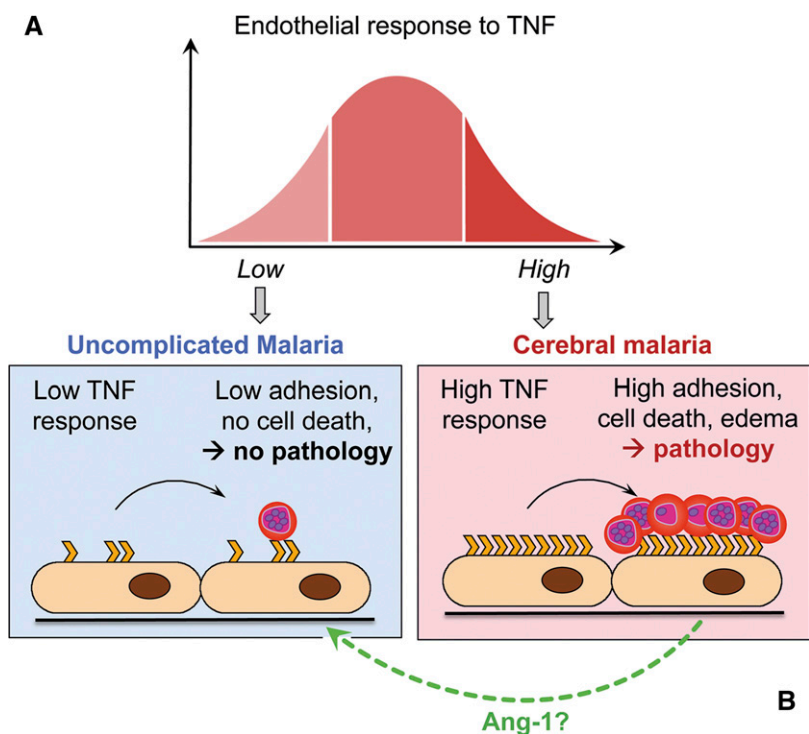 A
Endothelial response to TNF
Low
High
Uncomplicated Malaria
Cerebral malaria
Low TNF
response
Low adhesion,
no cell death,
→ no pathology
High TNF
response
High adhesion,
cell death, edema
→ pathology
Ang-1?
B